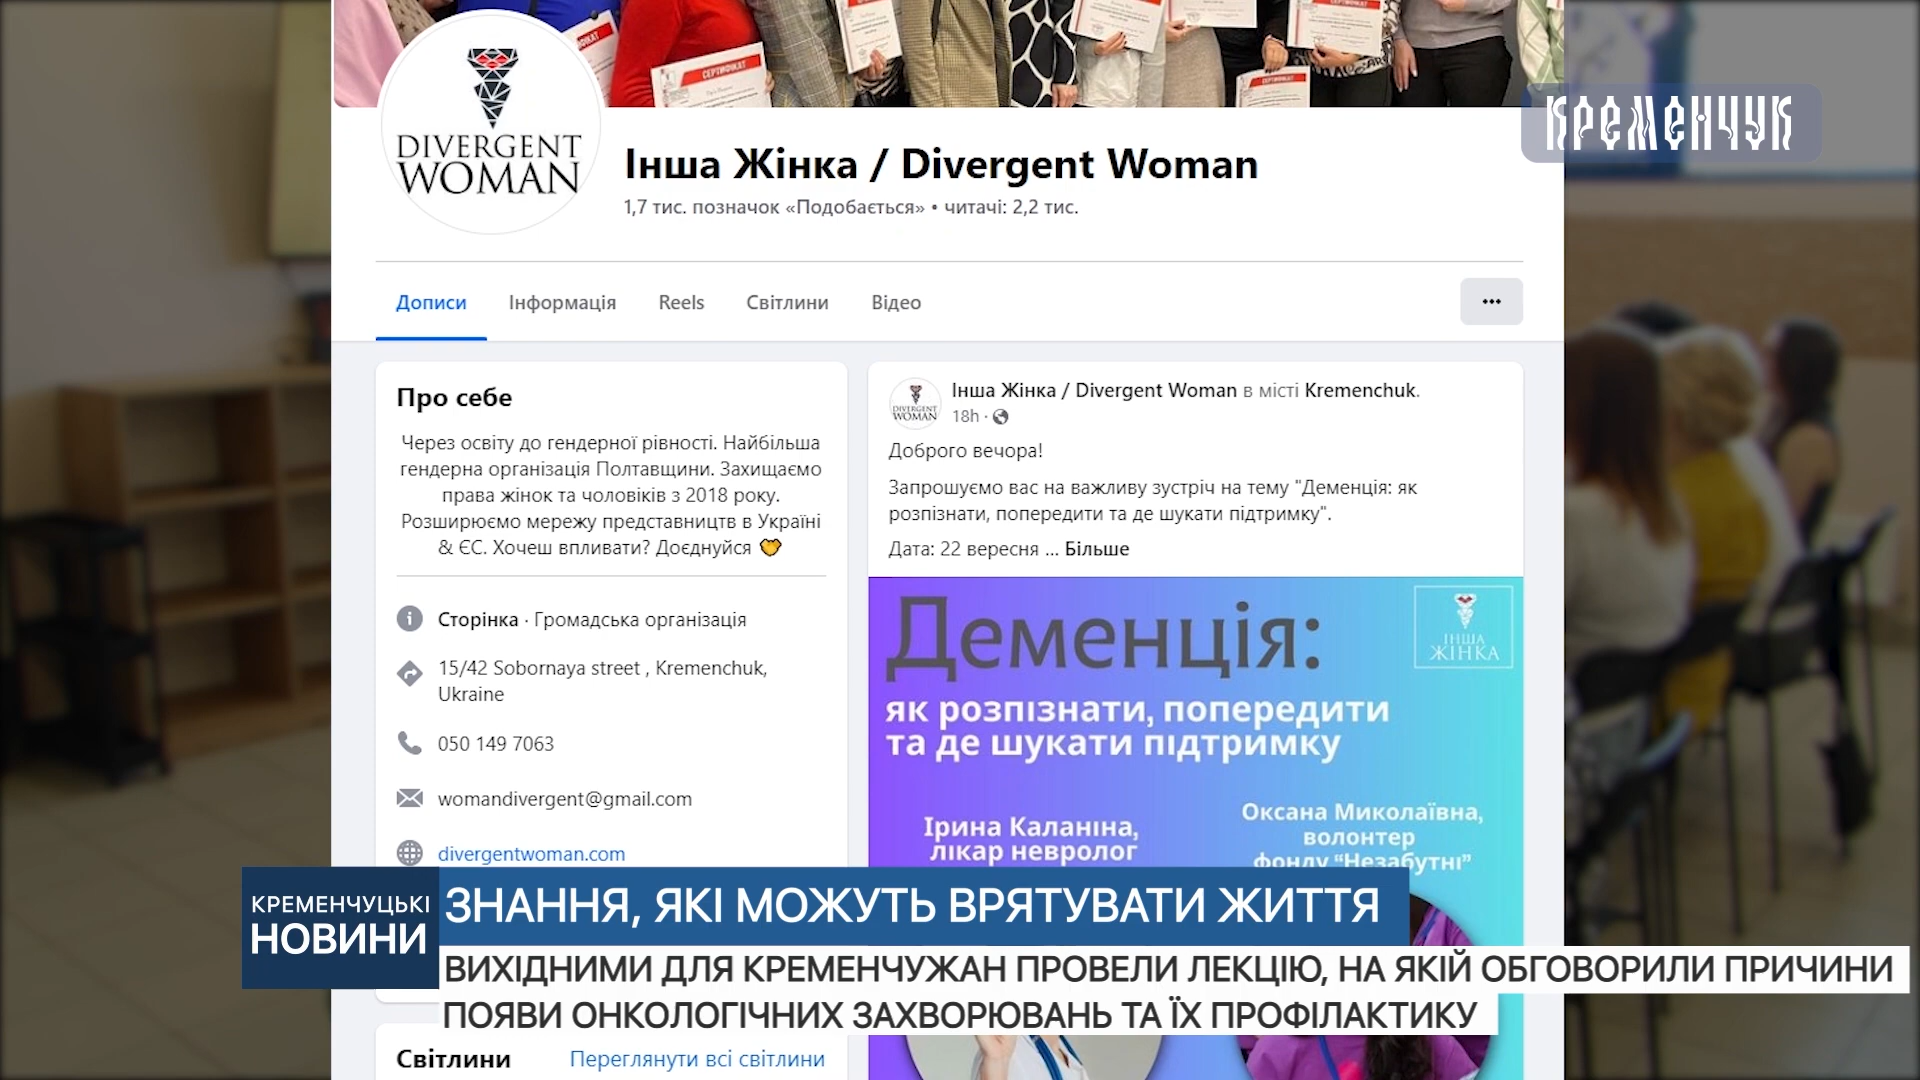 СЕРТИФІКАТ
DIVERGENT
WOMAN
Інша Жінка / Divergent Woman
1,7 тис. позначок «Подобається» • читачі: 2,2 тис.
КРЕМЕНЧУК
Дописи Інформація Reels Світлини Відео
Про себе
Через освіту до гендерної рівності. Найбільша
гендерна організація Полтавщини. Захищаємо
права жінок та чоловіків з 2018 року.
Розширюємо мережу представництв в Україні
& ЄС. Хочеш впливати? Доєднуйся
Сторінка · Громадська організація
15/42 Sobornaya street , Kremenchuk,
Ukraine
050 149 7063
womandivergent@gmail.com
divergentwoman.com
Світлини Переглянути всі світлини
DIVERGENT
WOMAN
Інша Жінка / Divergent Woman в місті Kremenchuk.
18h ·
Доброго вечора!
Запрошуємо вас на важливу зустріч на тему "Деменція: як
розпізнати, попередити та де шукати підтримку".
Дата: 22 вересня ... Більше
Деменція:
ІНША
ЖІНКА
як розпізнати, попередити
та де шукати підтримку
Ірина Каланіна,
лікар невролог
Оксана Миколаївна,
волонтер
фонду “Незабутні”
КРЕМЕНЧУЦЬКІ
НОВИНИ
ЗНАННЯ, ЯКІ МОЖУТЬ ВРЯТУВАТИ ЖИТТЯ
ВИХІДНИМИ ДЛЯ КРЕМЕНЧУЖАН ПРОВЕЛИ ЛЕКЦІЮ, НА ЯКІЙ ОБГОВОРИЛИ ПРИЧИНИ
ПОЯВИ ОНКОЛОГІЧНИХ ЗАХВОРЮВАНЬ ТА ЇХ ПРОФІЛАКТИКУ